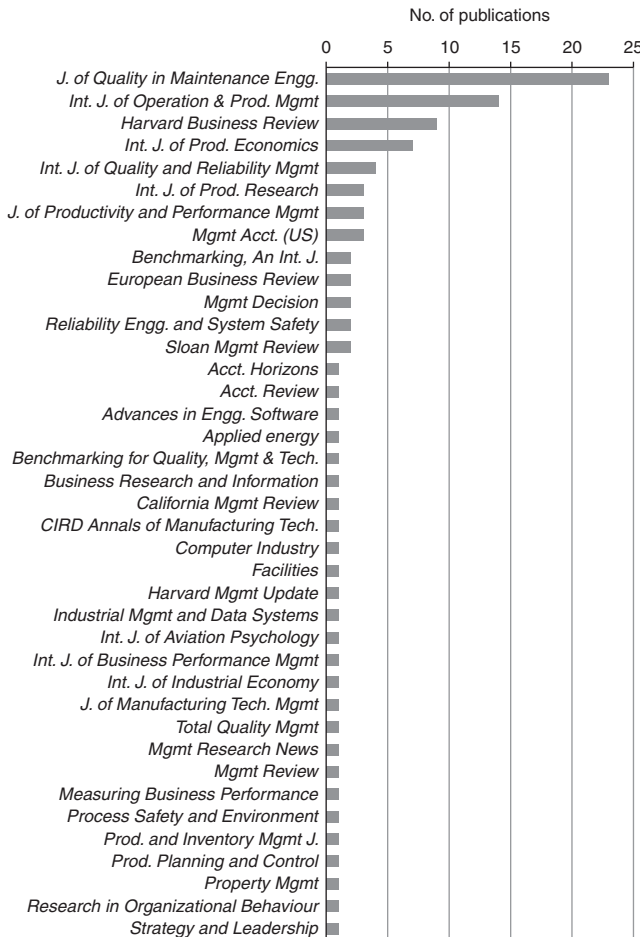 No. of publications
0 5 10 15 20 25
J. of Quality in Maintenance Engg.
Int. J. of Operation & Prod. Mgmt
Harvard Business Review
Int. J. of Prod. Economics
Int. J. of Quality and Reliability Mgmt
Int. J. of Prod. Research
J. of Productivity and Performance Mgmt
Mgmt Acct. (US)
Benchmarking, An Int. J.
European Business Review
Mgmt Decision
Reliability Engg. and System Safety
Sloan Mgmt Review
Acct. Horizons
Acct. Review
Advances in Engg. Software
Applied energy
Benchmarking for Quality, Mgmt & Tech.
Business Research and Information
California Mgmt Review
CIRD Annals of Manufacturing Tech.
Computer Industry
Facilities
Harvard Mgmt Update
Industrial Mgmt and Data Systems
Int. J. of Aviation Psychology
Int. J. of Business Performance Mgmt
Int. J. of Industrial Economy
J. of Manufacturing Tech. Mgmt
Total Quality Mgmt
Mgmt Research News
Mgmt Review
Measuring Business Performance
Process Safety and Environment
Prod. and Inventory Mgmt J.
Prod. Planning and Control
Property Mgmt
Research in Organizational Behaviour
Strategy and Leadership